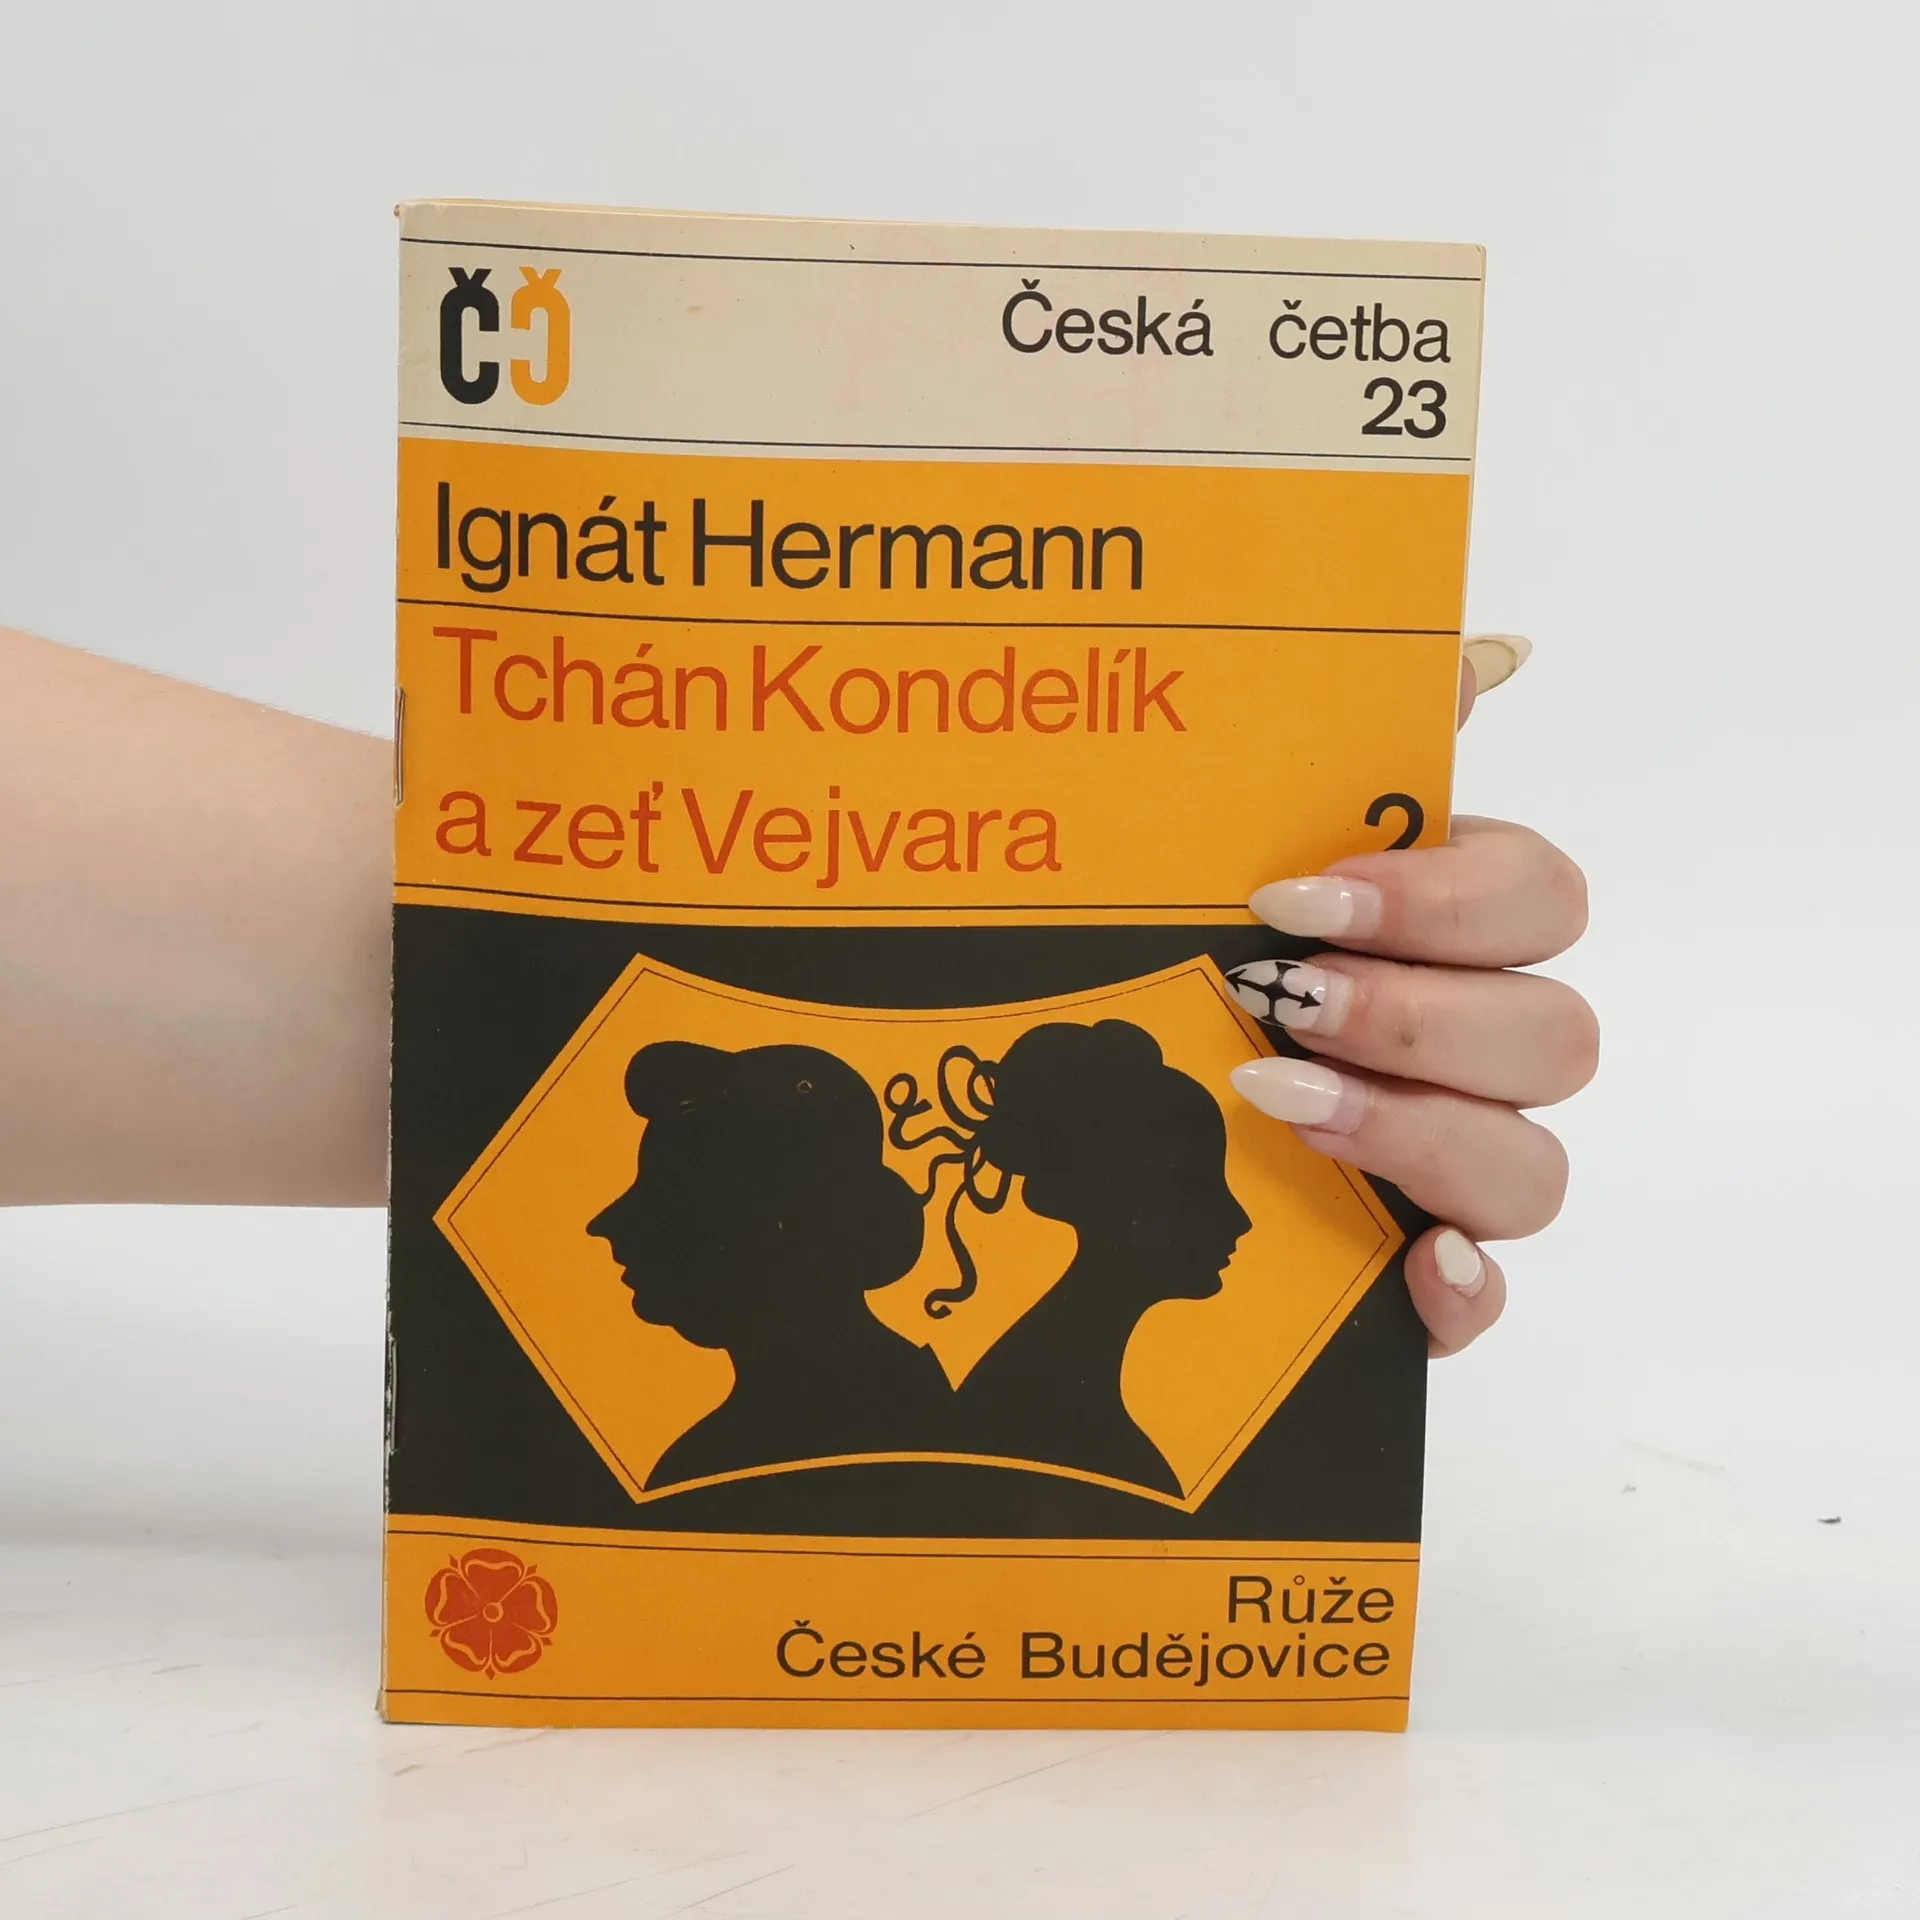 ČČ
Česká četba
23
Ignát Hermann
Tchán Kondelík
a zeť Vejvara
2
Růže
České Budějovice